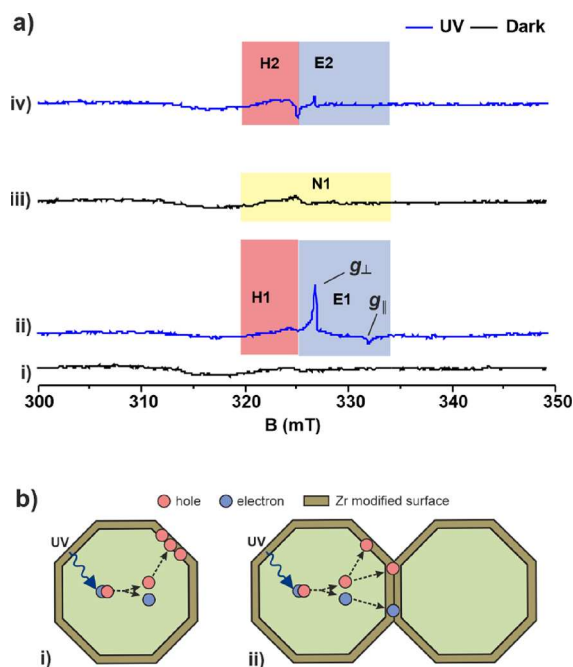 a)
UV Dark
H2 E2
iv)
N1
iii)
g⊥
H1 E1 g∥
ii)
i)
300 310 320 330 340 350
B (mT)
b)
hole electron Zr modified surface
UV UV
i) ii)